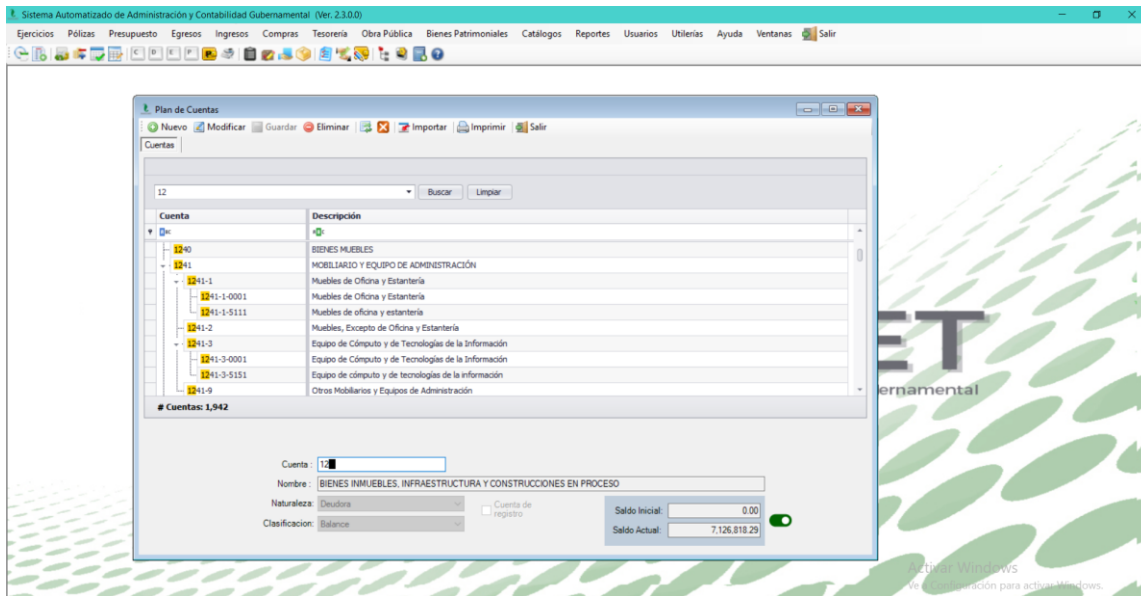 Sistema Automatizado de Administración y Contabilidad Gubernamental (Ver. 2.3.0.0)
Ejercicios Pólizas Presupuesto Egresos Ingresos Compras Tesorería Obra Pública Bienes Patrimoniales Catálogos Reportes Usuarios Utilerías Ayuda Ventanas Salir
Plan de Cuentas
Nuevo Modificar Guardar Eliminar Importar Imprimir Salir
Cuentas
12 Buscar Limpiar
Cuenta Descripción
1240 BIENES MUEBLES
1241 MOBILIARIO Y EQUIPO DE ADMINISTRACIÓN
1241-1 Muebles de Oficina y Estantería
1241-1-0001 Muebles de Oficina y Estantería
1241-1-5111 Muebles de oficina y estantería
1241-2 Muebles, Excepto de Oficina y Estantería
1241-3 Equipo de Cómputo y de Tecnologías de la Información
1241-3-0001 Equipo de Cómputo y de Tecnologías de la Información
1241-3-5151 Equipo de cómputo y de tecnologías de la información
1241-9 Otros Mobiliarios y Equipos de Administración
# Cuentas: 1,942
ET
ernamental
Cuenta : 12
Nombre : BIENES INMUEBLES, INFRAESTRUCTURA Y CONSTRUCCIONES EN PROCESO
Naturaleza: Deudora Cuenta de registro
Clasificacion: Balance
Saldo Inicial: 0.00
Saldo Actual: 7,126,818.29
Activar Windows
Ve a Configuración para activar Windows.